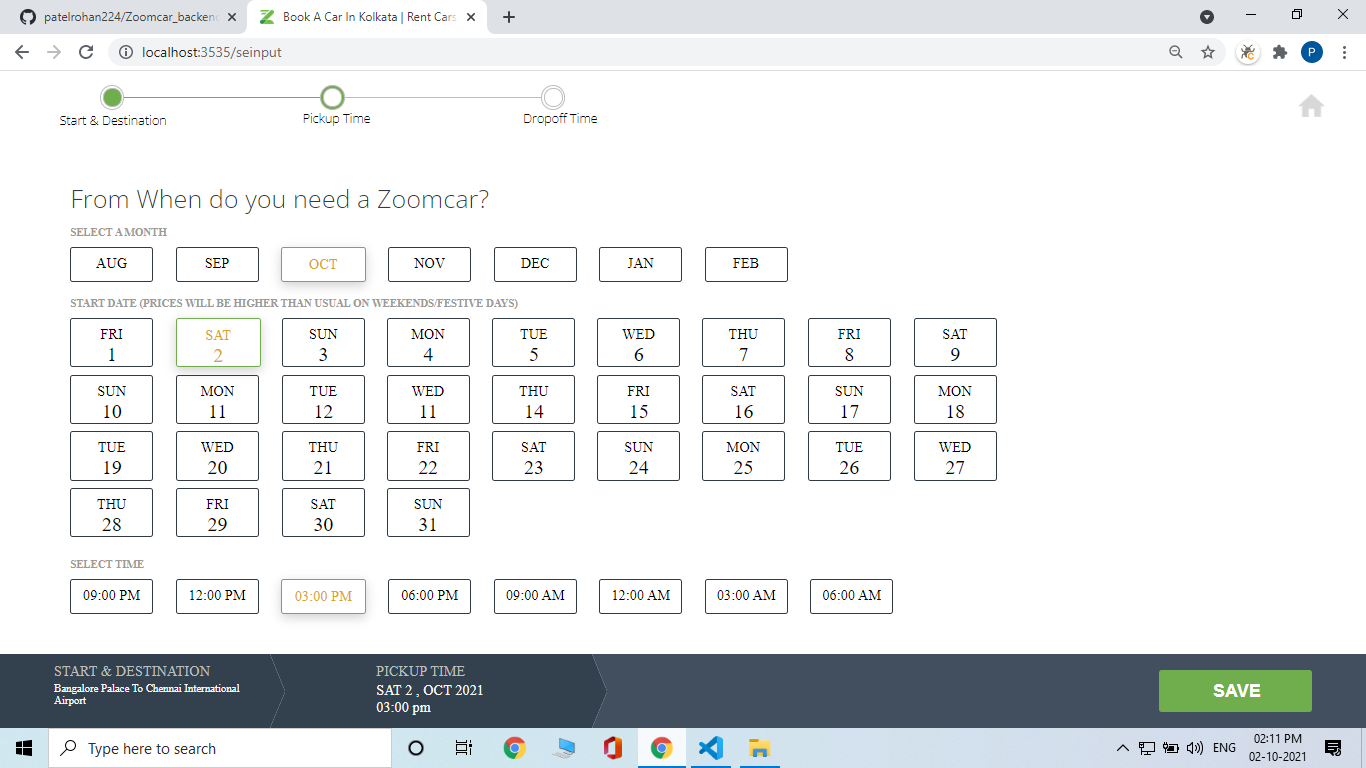 patelrohan224/Zoomcar_backend
Book A Car In Kolkata | Rent Cars
localhost:3535/seinput
P
Start & Destination
Pickup Time
Dropoff Time
From When do you need a Zoomcar?
SELECT A MONTH
AUG SEP OCT NOV DEC JAN FEB
START DATE (PRICES WILL BE HIGHER THAN USUAL ON WEEKENDS/FESTIVE DAYS)
FRI SAT SUN MON TUE WED THU FRI SAT
1 2 3 4 5 6 7 8 9
SUN MON TUE WED THU FRI SAT SUN MON
10 11 12 11 14 15 16 17 18
TUE WED THU FRI SAT SUN MON TUE WED
19 20 21 22 23 24 25 26 27
THU FRI SAT SUN
28 29 30 31
SELECT TIME
09:00 PM 12:00 PM 03:00 PM 06:00 PM 09:00 AM 12:00 AM 03:00 AM 06:00 AM
START & DESTINATION
Bangalore Palace To Chennai International
Airport
PICKUP TIME
SAT 2 , OCT 2021
03:00 pm
SAVE
Type here to search
ENG
02:11 PM
02-10-2021